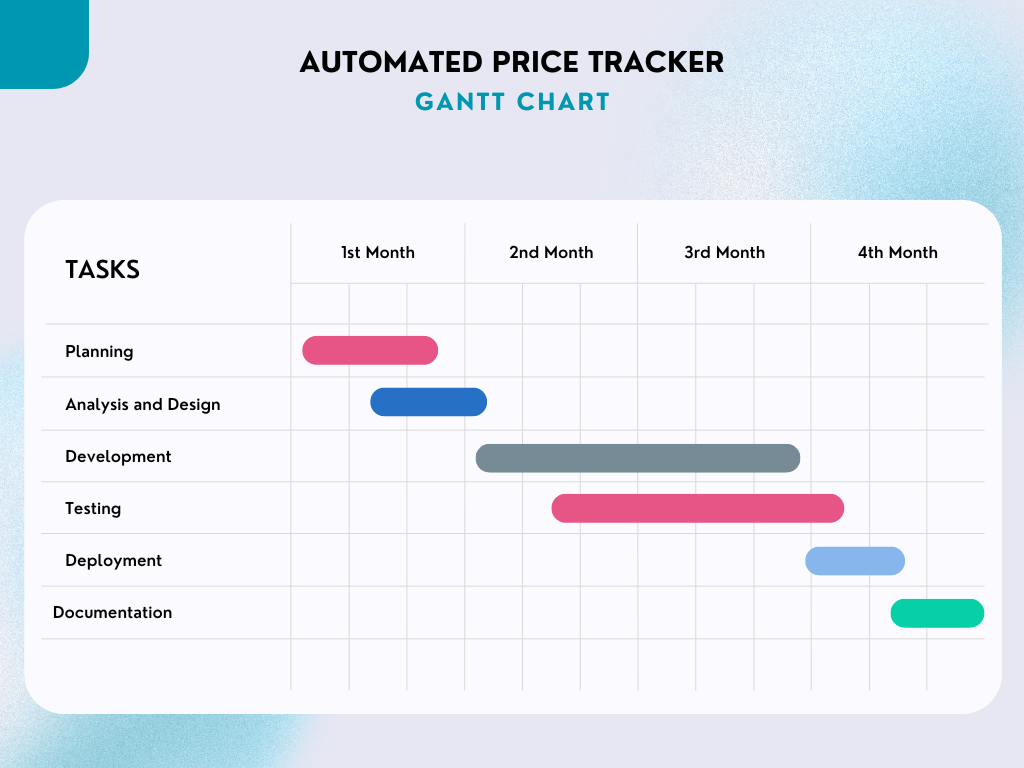 AUTOMATED PRICE TRACKER
GANTT CHART
TASKS
1st Month
2nd Month
3rd Month
4th Month
Planning
Analysis and Design
Development
Testing
Deployment
Documentation